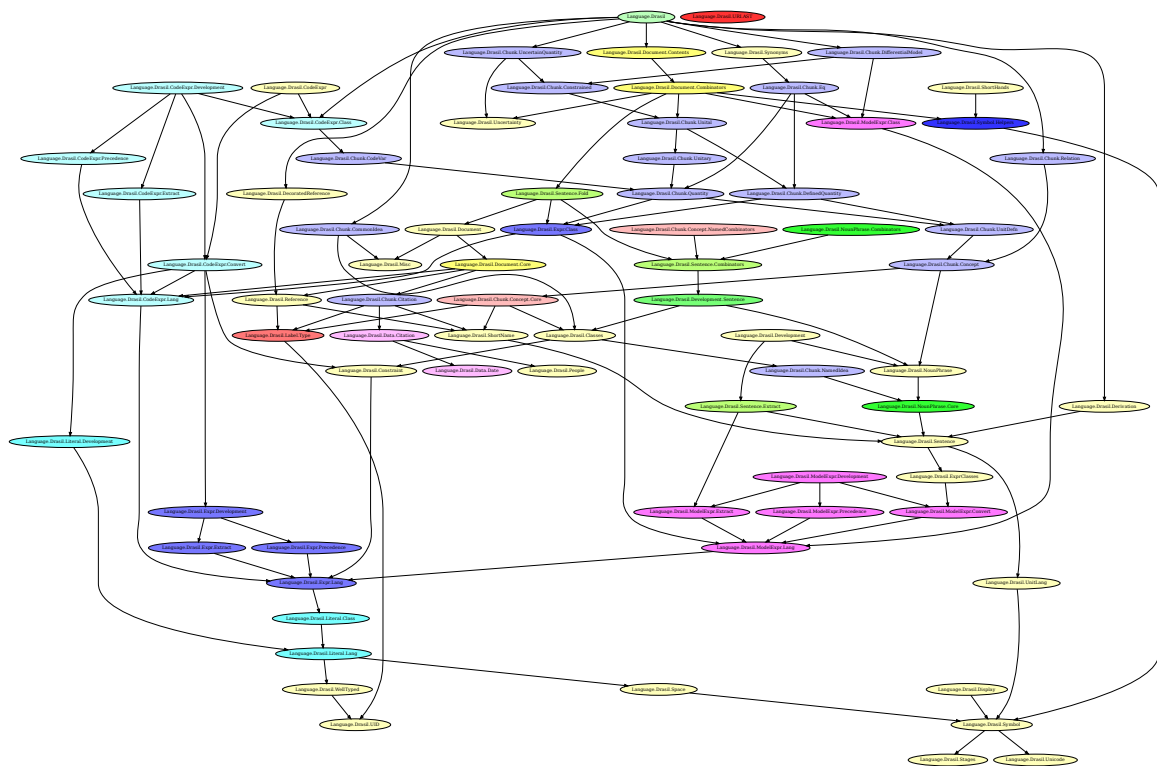 Language.Drasil
Language.Drasil.URI.AST
Language.Drasil.Chunk.UncertainQuantity
Language.Drasil.Document.Contents
Language.Drasil.Synonyms
Language.Drasil.Chunk.DifferentialModel
Language.Drasil.CodeExpr.Development
Language.Drasil.CodeExpr
Language.Drasil.Chunk.Constrained
Language.Drasil.Document.Combinators
Language.Drasil.Chunk.Eq
Language.Drasil.ShortHands
Language.Drasil.CodeExpr.Class
Language.Drasil.Uncertainty
Language.Drasil.Chunk.Unital
Language.Drasil.ModelExpr.Class
Language.Drasil.Symbol.Helpers
Language.Drasil.CodeExpr.Precedence
Language.Drasil.Chunk.CodeVar
Language.Drasil.Chunk.Unitary
Language.Drasil.Chunk.Relation
Language.Drasil.CodeExpr.Extract
Language.Drasil.DecoratedReference
Language.Drasil.Sentence.Fold
Language.Drasil.Chunk.Quantity
Language.Drasil.Chunk.DefinedQuantity
Language.Drasil.Chunk.CommonIdea
Language.Drasil.Document
Language.Drasil.Expr.Class
Language.Drasil.Chunk.Concept.NamedCombinators
Language.Drasil.NounPhrase.Combinators
Language.Drasil.Chunk.UnitDefn
Language.Drasil.CodeExpr.Convert
Language.Drasil.Misc
Language.Drasil.Document.Core
Language.Drasil.Sentence.Combinators
Language.Drasil.Chunk.Concept
Language.Drasil.CodeExpr.Lang
Language.Drasil.Reference
Language.Drasil.Chunk.Citation
Language.Drasil.Chunk.Concept.Core
Language.Drasil.Development.Sentence
Language.Drasil.Label.Type
Language.Drasil.Data.Citation
Language.Drasil.ShortName
Language.Drasil.Classes
Language.Drasil.Development
Language.Drasil.Constraint
Language.Drasil.Data.Date
Language.Drasil.People
Language.Drasil.Chunk.NamedIdea
Language.Drasil.NounPhrase
Language.Drasil.Sentence.Extract
Language.Drasil.NounPhrase.Core
Language.Drasil.Derivation
Language.Drasil.Literal.Development
Language.Drasil.Sentence
Language.Drasil.ModelExpr.Development
Language.Drasil.ExprClasses
Language.Drasil.Expr.Development
Language.Drasil.ModelExpr.Extract
Language.Drasil.ModelExpr.Precedence
Language.Drasil.ModelExpr.Convert
Language.Drasil.Expr.Extract
Language.Drasil.Expr.Precedence
Language.Drasil.ModelExpr.Lang
Language.Drasil.Expr.Lang
Language.Drasil.UnitLang
Language.Drasil.Literal.Class
Language.Drasil.Literal.Lang
Language.Drasil.WellTyped
Language.Drasil.Space
Language.Drasil.Display
Language.Drasil.UID
Language.Drasil.Symbol
Language.Drasil.Stages
Language.Drasil.Unicode